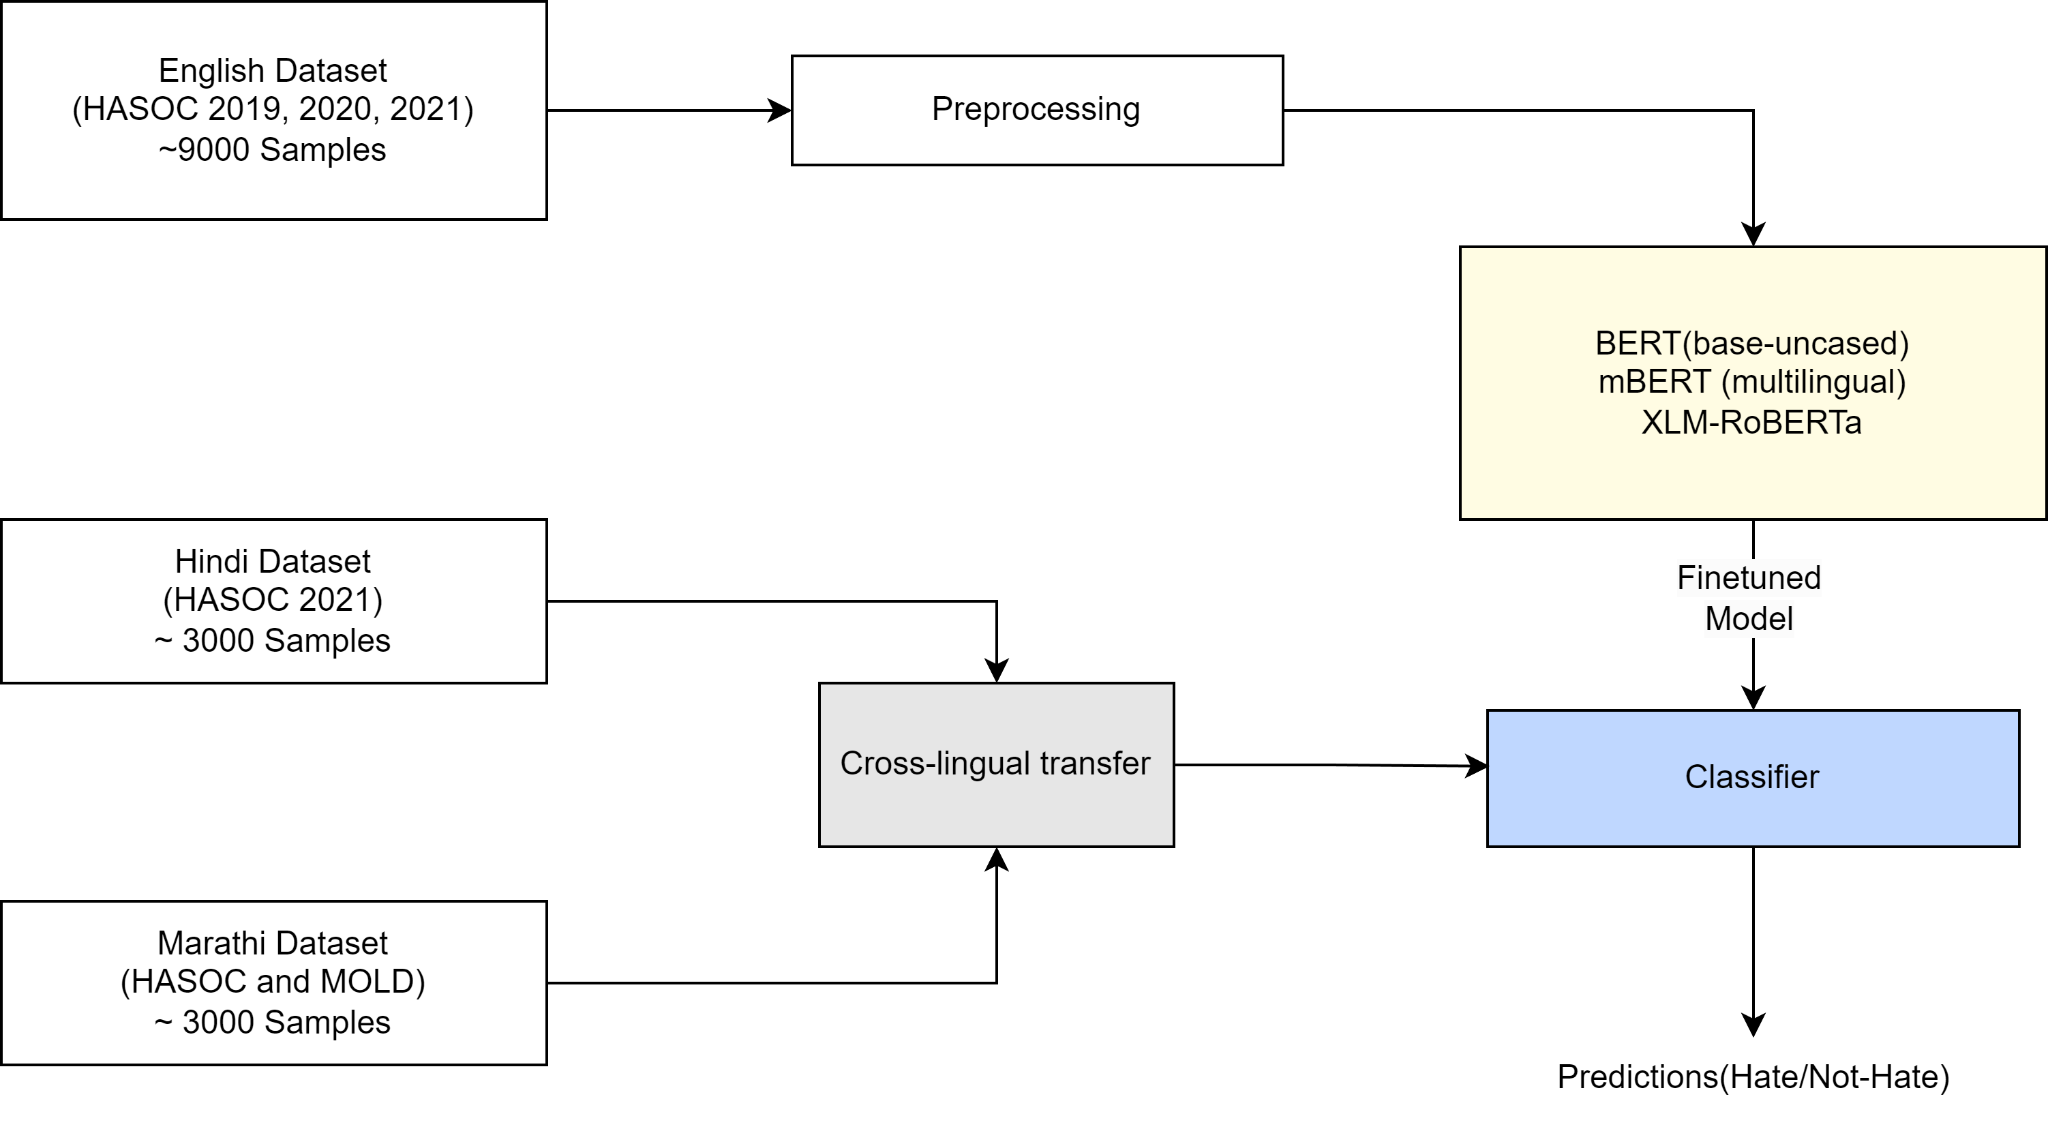 English Dataset
(HASOC 2019, 2020, 2021)
~9000 Samples
Preprocessing
BERT(base-uncased)
mBERT (multilingual)
XLM-RoBERTa
Hindi Dataset
(HASOC 2021)
~ 3000 Samples
Finetuned
Model
Cross-lingual transfer
Classifier
Marathi Dataset
(HASOC and MOLD)
~ 3000 Samples
Predictions(Hate/Not-Hate)